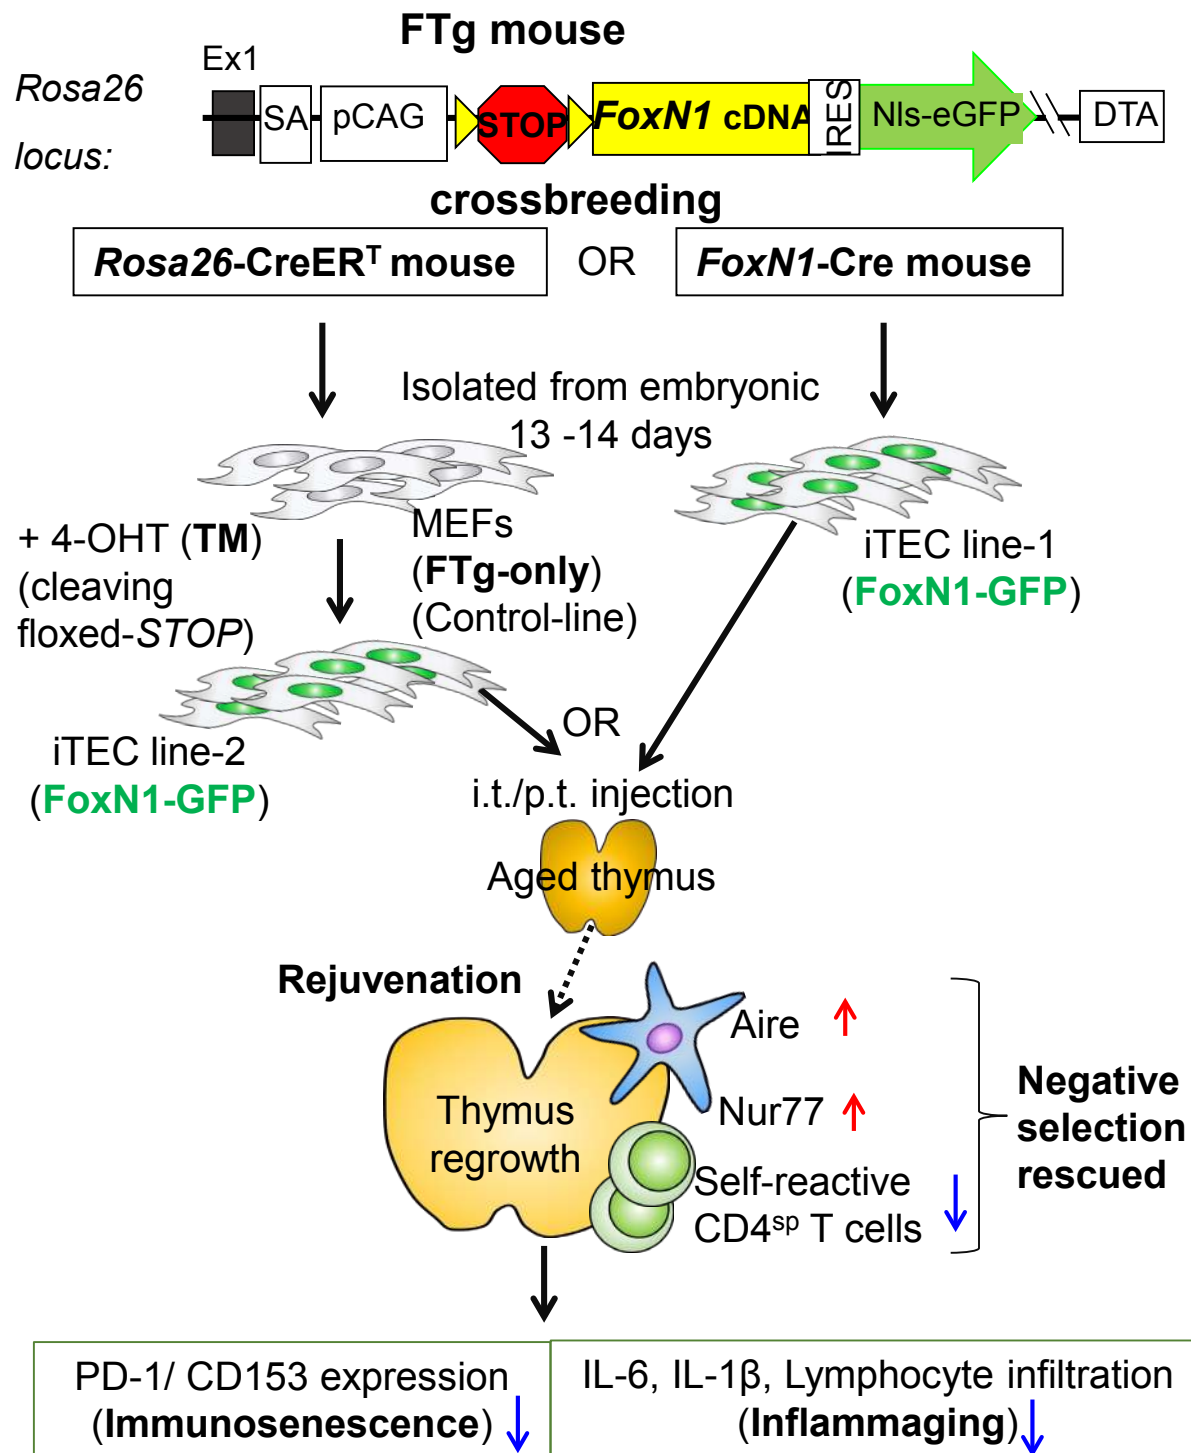 FTg mouse
Ex1
Rosa26
locus:
SA
pCAG
STOP
FoxN1 cDNA
IRES
Nls-eGFP
DTA
crossbreeding
Rosa26-CreERᵀ mouse
OR
FoxN1-Cre mouse
Isolated from embryonic
13 -14 days
+ 4-OHT (TM)
(cleaving
floxed-STOP)
MEFs
(FTg-only)
(Control-line)
iTEC line-1
(FoxN1-GFP)
iTEC line-2
(FoxN1-GFP)
OR
i.t./p.t. injection
Aged thymus
Rejuvenation
Thymus
regrowth
Aire
Nur77
Self-reactive
CD4ˢᵖ T cells
Negative
selection
rescued
PD-1/ CD153 expression
(Immunosenescence)
IL-6, IL-1β, Lymphocyte infiltration
(Inflammaging)